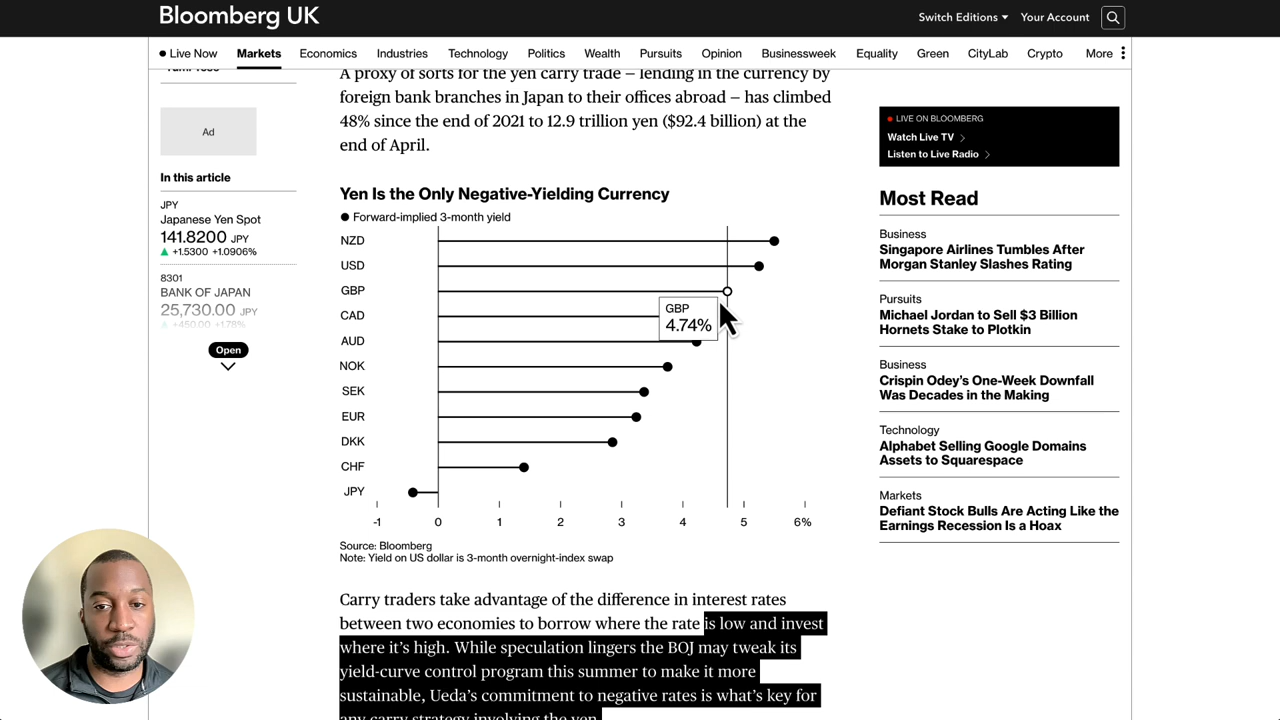 Bloomberg UK
Switch Editions
Your Account
Live Now
Markets
Economics
Industries
Technology
Politics
Wealth
Pursuits
Opinion
Businessweek
Equality
Green
CityLab
Crypto
More
A proxy of sorts for the yen carry trade — lending in the currency by
foreign bank branches in Japan to their offices abroad — has climbed
48% since the end of 2021 to 12.9 trillion yen ($92.4 billion) at the
end of April.
Ad
In this article
JPY
Japanese Yen Spot
141.8200 JPY
+1.5300 +1.0906%
8301
BANK OF JAPAN
25,730.00 JPY
+450.00 +1.78%
Open
Yen Is the Only Negative-Yielding Currency
Forward-implied 3-month yield
NZD
USD
GBP
CAD
AUD
NOK
SEK
EUR
DKK
CHF
JPY
GBP
4.74%
-1 0 1 2 3 4 5 6%
Source: Bloomberg
Note: Yield on US dollar is 3-month overnight-index swap
Carry traders take advantage of the difference in interest rates
between two economies to borrow where the rate is low and invest
where it's high. While speculation lingers the BOJ may tweak its
yield-curve control program this summer to make it more
sustainable, Ueda's commitment to negative rates is what's key for
any carry strategy involving the yen.
LIVE ON BLOOMBERG
Watch Live TV
Listen to Live Radio
Most Read
Business
Singapore Airlines Tumbles After
Morgan Stanley Slashes Rating
Pursuits
Michael Jordan to Sell $3 Billion
Hornets Stake to Plotkin
Business
Crispin Odey's One-Week Downfall
Was Decades in the Making
Technology
Alphabet Selling Google Domains
Assets to Squarespace
Markets
Defiant Stock Bulls Are Acting Like the
Earnings Recession Is a Hoax